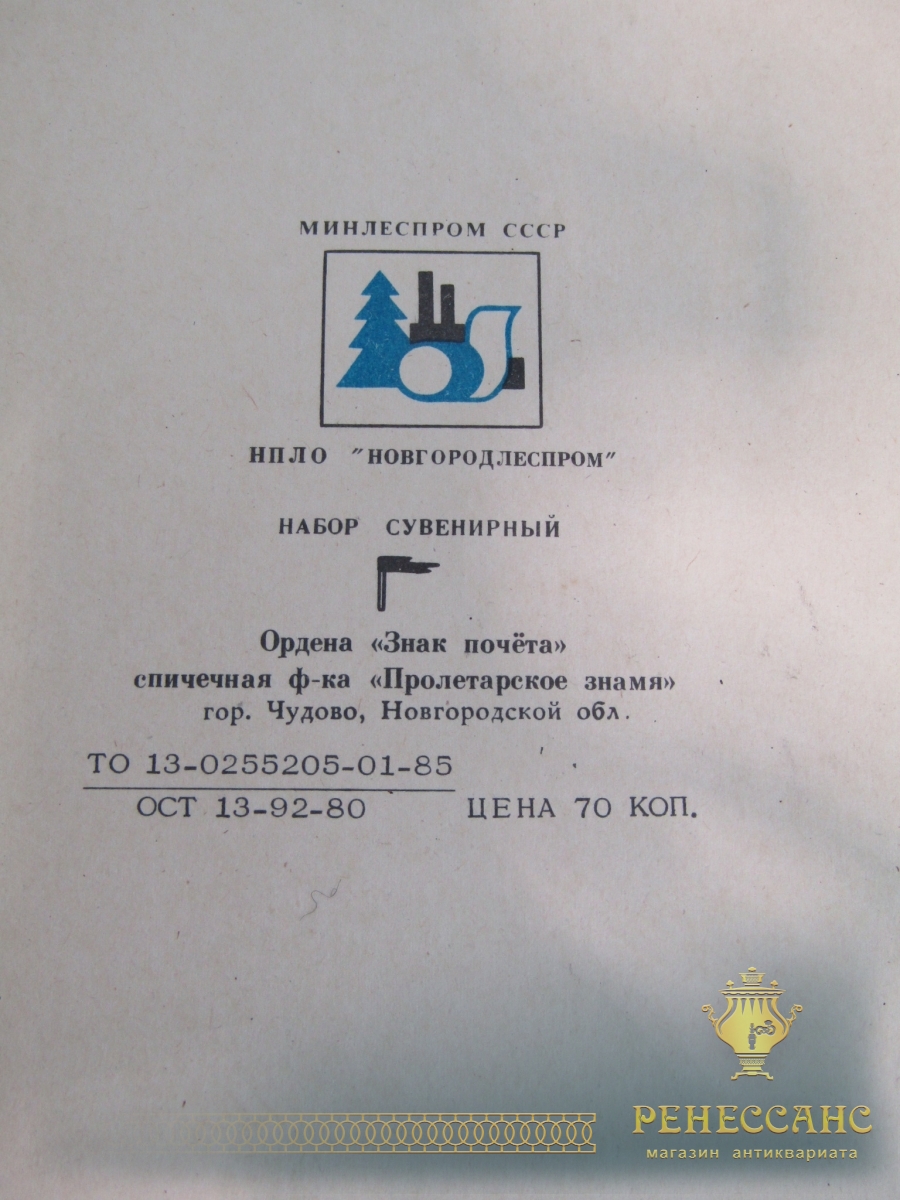 МИНЛЕСПРОМ СССР
НПЛО "НОВГОРОДЛЕСПРОМ"
НАБОР СУВЕНИРНЫЙ
Ордена «Знак почёта»
спичечная ф-ка «Пролетарское знамя»
гор. Чудово, Новгородской обл.
ТО 13-0255205-01-85
ОСТ 13-92-80 ЦЕНА 70 КОП.
РЕНЕССАНС
магазин антиквариата